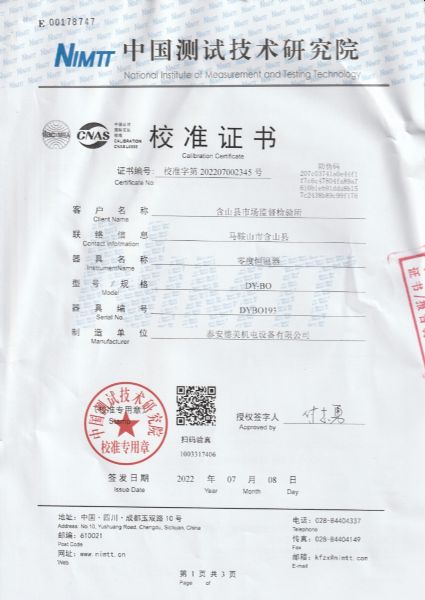 E 00178747
NIMTT 中国测试技术研究院
National Institute of Measurement and Testing Technology
ilac-MRA CNAS 校准证书
CALIBRATION
Calibration Certificate
证书编号: 校准字第 202207002345 号
Certificate No
防伪码
客户名称 含山县市场监督检验所
Client Name
联络信息 马鞍山市含山县
Contact Information
器具名称 零度恒温器
InstrumentName
型号/规格 DY-BO
Model
器具编号 DYBO193
Serial No.
制造单位 泰安德美机电设备有限公司
Manufacturer
中国测试技术研究院
(校准专用章)
Stamp
校准专用章
扫码验真
1003317406
授权签字人
Approved by
签发日期 2022 年 07 月 08 日
Issue Date Year Month Day
地址: 中国·四川·成都玉双路 10 号
Address: No.10, Yushuang Road, Chengdu, Sichuan, China
邮编: 610021
Post Code
网址: www.nimtt.cn
Web
电话: 028-84404337
Telephone
传真: 028-84404149
Fax
邮箱: kfzx@nimtt.com
E-mail
第 1 页 共 3 页
Page of